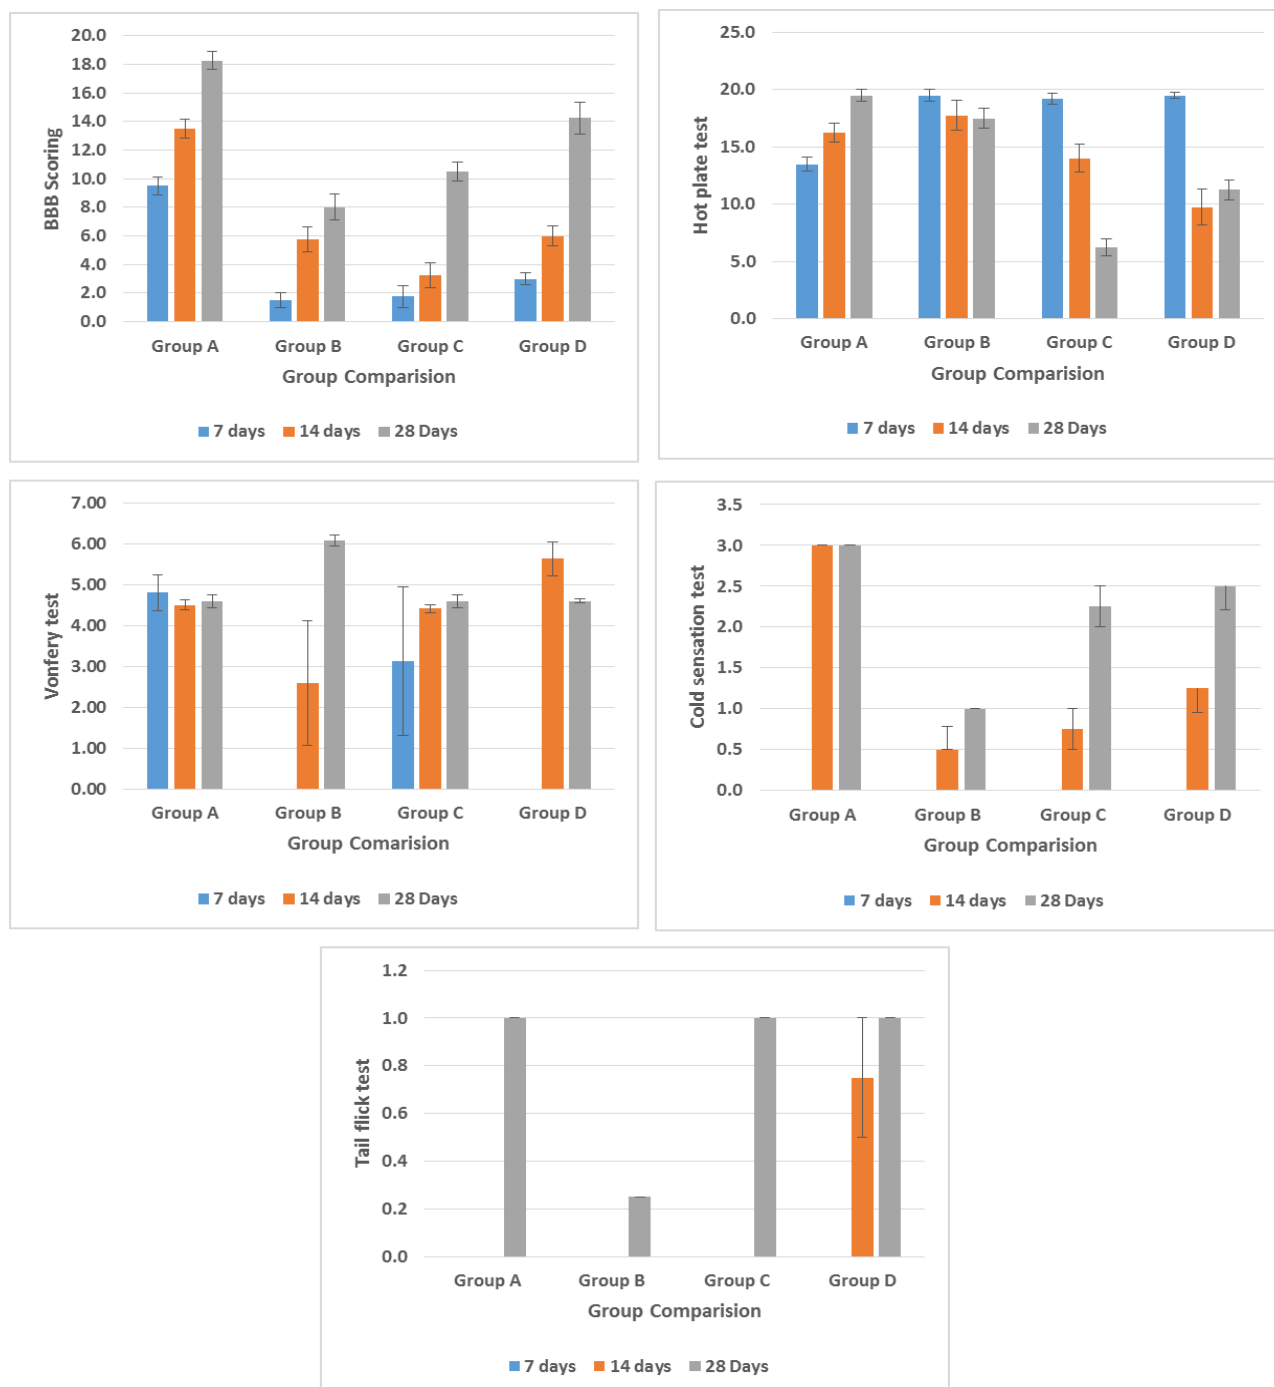 BBB Scoring
20.0
18.0
16.0
14.0
12.0
10.0
8.0
6.0
4.0
2.0
0.0
Group A Group B Group C Group D
Group Comparision
7 days 14 days 28 Days
Hot plate test
25.0
20.0
15.0
10.0
5.0
0.0
Group A Group B Group C Group D
Group Comparision
7 days 14 days 28 Days
Vonfery test
7.00
6.00
5.00
4.00
3.00
2.00
1.00
0.00
Group A Group B Group C Group D
Group Comarision
7 days 14 days 28 Days
Cold sensation test
3.5
3.0
2.5
2.0
1.5
1.0
0.5
0.0
Group A Group B Group C Group D
Group Comparision
7 days 14 days 28 Days
Tail flick test
1.2
1.0
0.8
0.6
0.4
0.2
0.0
Group A Group B Group C Group D
Group Comparision
7 days 14 days 28 Days